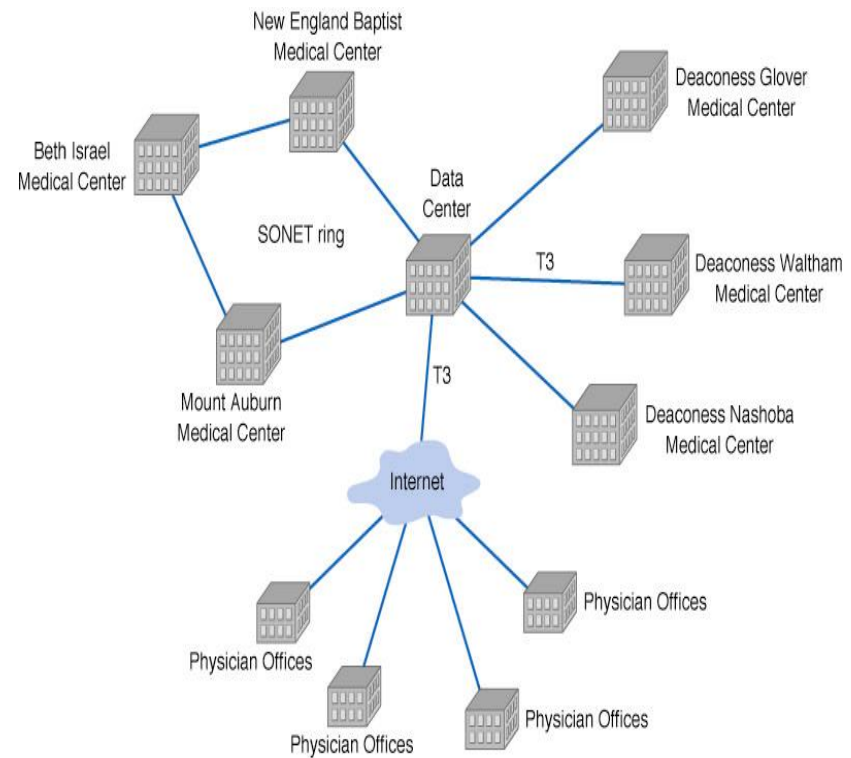 New England Baptist
Medical Center
Deaconess Glover
Medical Center
Beth Israel
Medical Center
Data
Center
SONET ring
T3
Deaconess Waltham
Medical Center
T3
Mount Auburn
Medical Center
Deaconess Nashoba
Medical Center
Internet
Physician Offices
Physician Offices
Physician Offices
Physician Offices